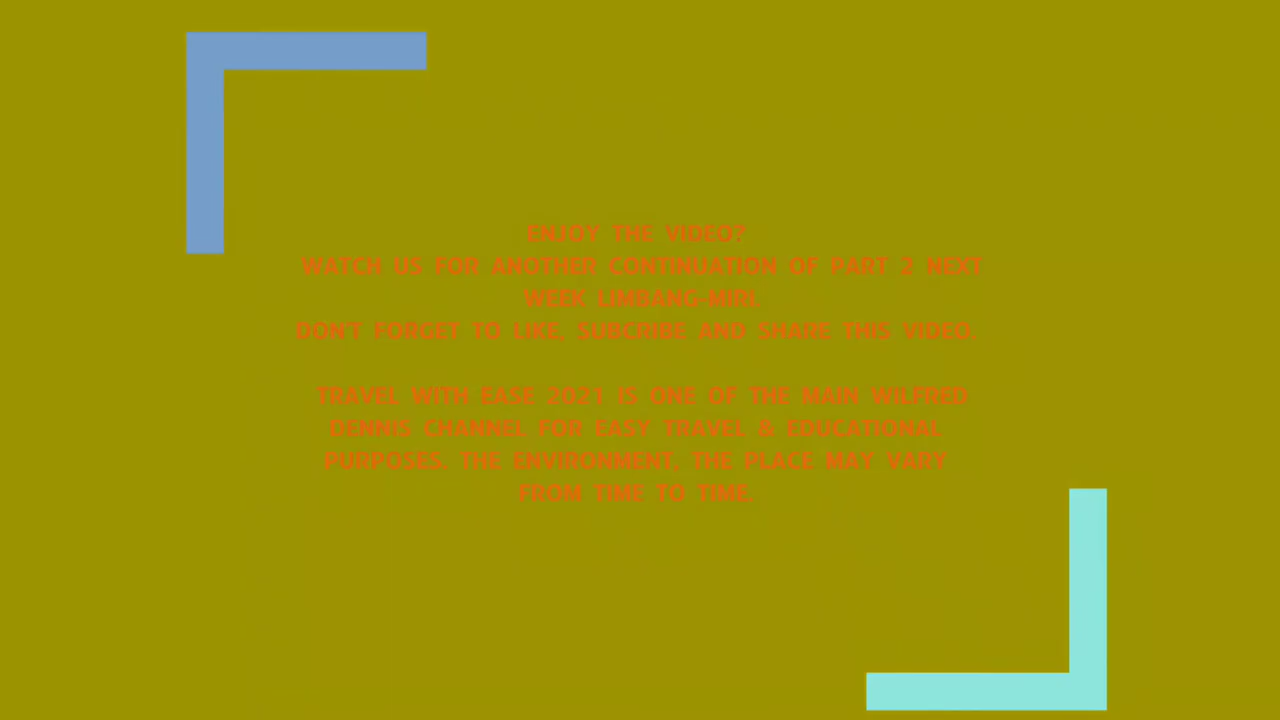 ENJOY THE VIDEO?
WATCH US FOR ANOTHER CONTINUATION OF PART 2 NEXT
WEEK LIMBANG-MIRI.
DON'T FORGET TO LIKE, SUBCRIBE AND SHARE THIS VIDEO.
TRAVEL WITH EASE 2021 IS ONE OF THE MAIN WILFRED
DENNIS CHANNEL FOR EASY TRAVEL & EDUCATIONAL
PURPOSES. THE ENVIRONMENT, THE PLACE MAY VARY
FROM TIME TO TIME.